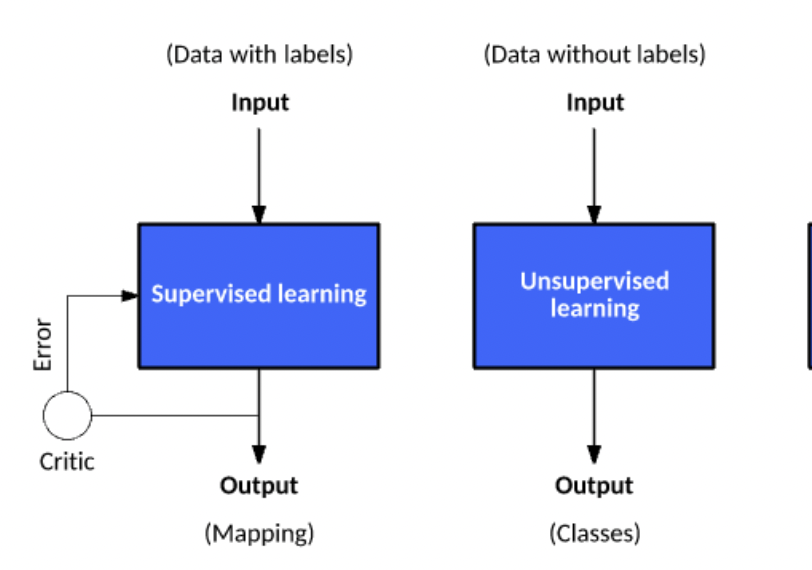 (Data with labels)
Input
Supervised learning
Error
Critic
Output
(Mapping)
(Data without labels)
Input
Unsupervised
learning
Output
(Classes)